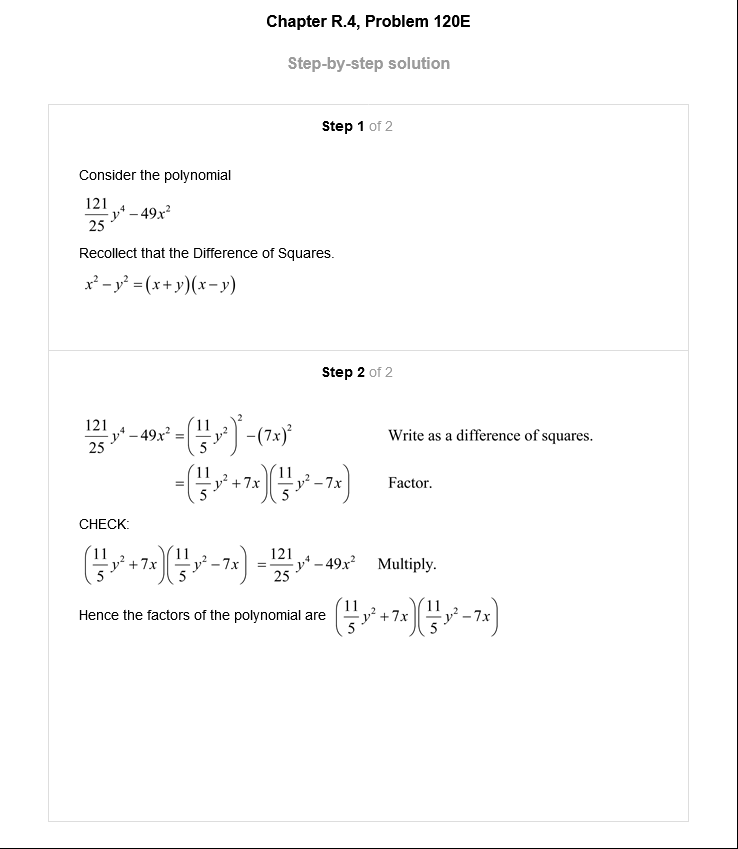 Chapter R.4, Problem 120E
Step-by-step solution
Step 1 of 2
Consider the polynomial
\frac{121}{25}y^4 - 49x^2
Recollect that the Difference of Squares.
x^2 - y^2 = (x + y)(x - y)
Step 2 of 2
\frac{121}{25}y^4 - 49x^2 = \left(\frac{11}{5}y^2\right)^2 - (7x)^2 Write as a difference of squares.
= \left(\frac{11}{5}y^2 + 7x\right)\left(\frac{11}{5}y^2 - 7x\right) Factor.
CHECK:
\left(\frac{11}{5}y^2 + 7x\right)\left(\frac{11}{5}y^2 - 7x\right) = \frac{121}{25}y^4 - 49x^2 Multiply.
Hence the factors of the polynomial are \left(\frac{11}{5}y^2 + 7x\right)\left(\frac{11}{5}y^2 - 7x\right)